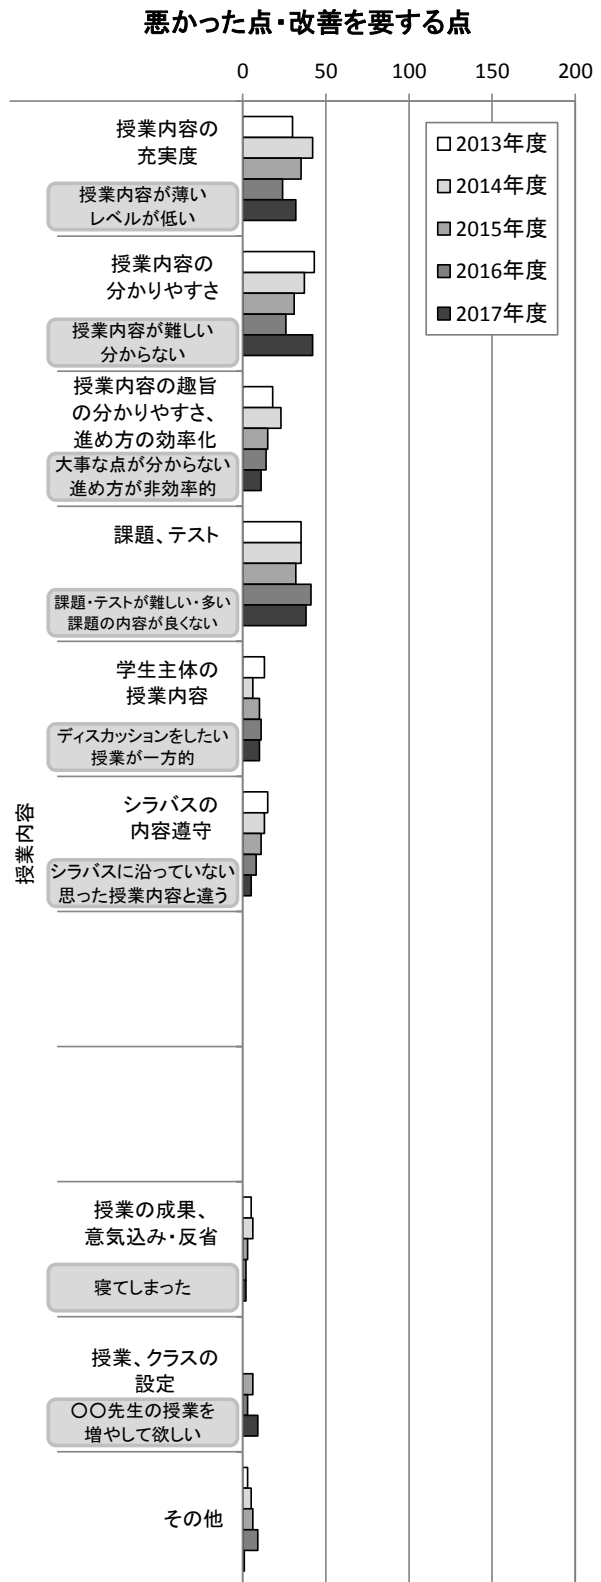 悪かった点・改善を要する点
0 50 100 150 200
2013年度
2014年度
2015年度
2016年度
2017年度
授業内容
授業内容の
充実度
授業内容が薄い
レベルが低い
授業内容の
分かりやすさ
授業内容が難しい
分からない
授業内容の趣旨
の分かりやすさ、
進め方の効率化
大事な点が分からない
進め方が非効率的
課題、テスト
課題・テストが難しい・多い
課題の内容が良くない
学生主体の
授業内容
ディスカッションをしたい
授業が一方的
シラバスの
内容遵守
シラバスに沿っていない
思った授業内容と違う
授業の成果、
意気込み・反省
寝てしまった
授業、クラスの
設定
〇〇先生の授業を
増やして欲しい
その他